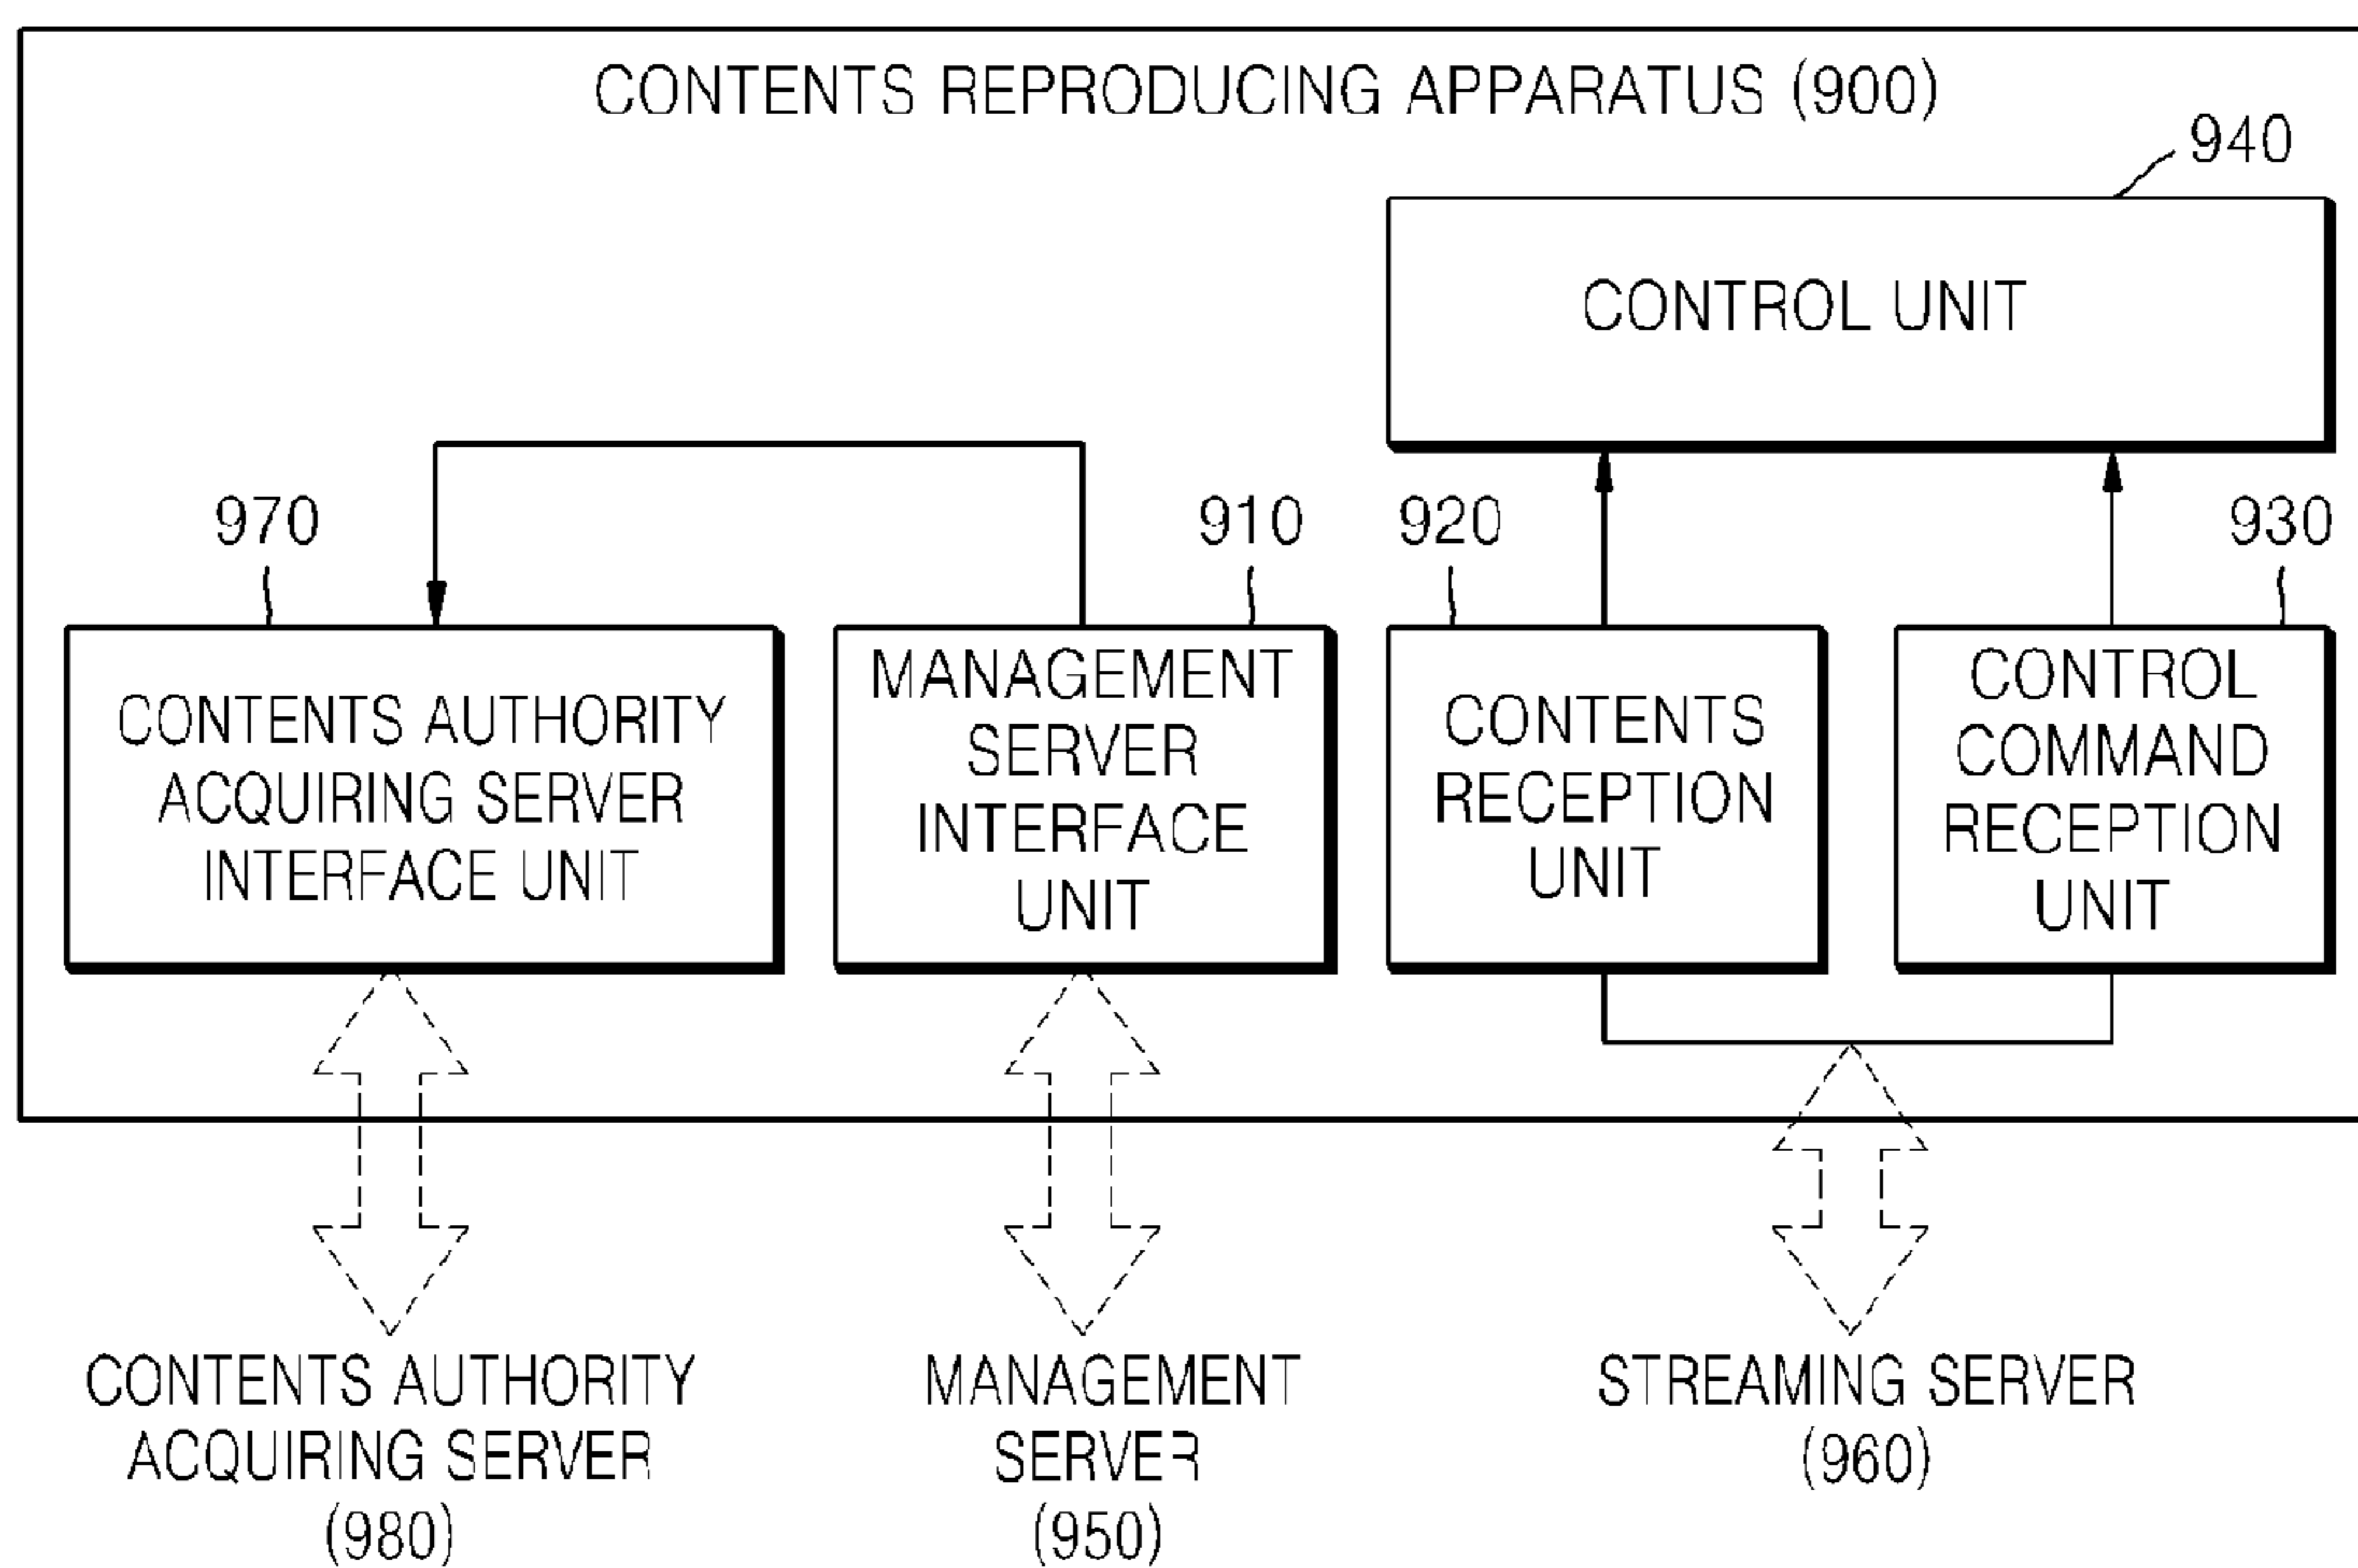 CONTENTS REPRODUCING APPARATUS (900)
940
CONTROL UNIT
970
910
920
930
CONTENTS AUTHORITY
ACQUIRING SERVER
INTERFACE UNIT
MANAGEMENT
SERVER
INTERFACE
UNIT
CONTENTS
RECEPTION
UNIT
CONTROL
COMMAND
RECEPTION
UNIT
CONTENTS AUTHORITY
ACQUIRING SERVER
(980)
MANAGEMENT
SERVER
(950)
STREAMING SERVER
(960)